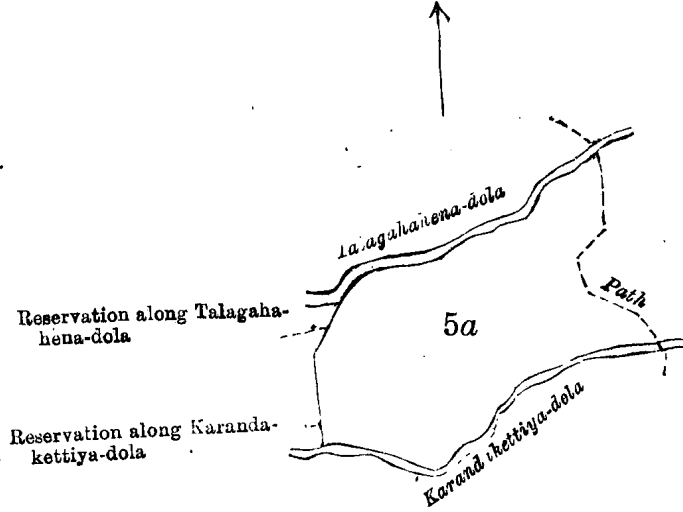 Talagahahena-dola
Reservation along Talagaha-
hena-dola
5a
Path
Reservation along Karanda-
kettiya-dola
Karandakettiya-dola